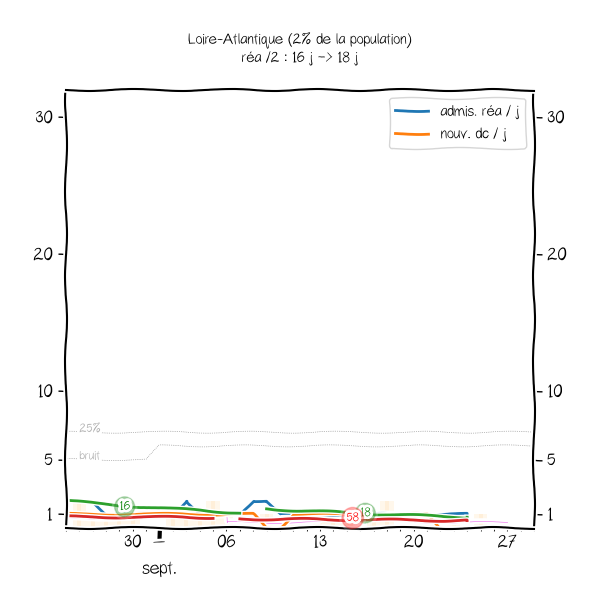 Loire-Atlantique (2% de la population)
réa /2 : 16 j -> 18 j
admis. réa / j
nouv. dc / j
30 30
20 20
10 10
25%
5 bruit 5
16 18
58
1 1
30 1 06 13 20 27
sept.